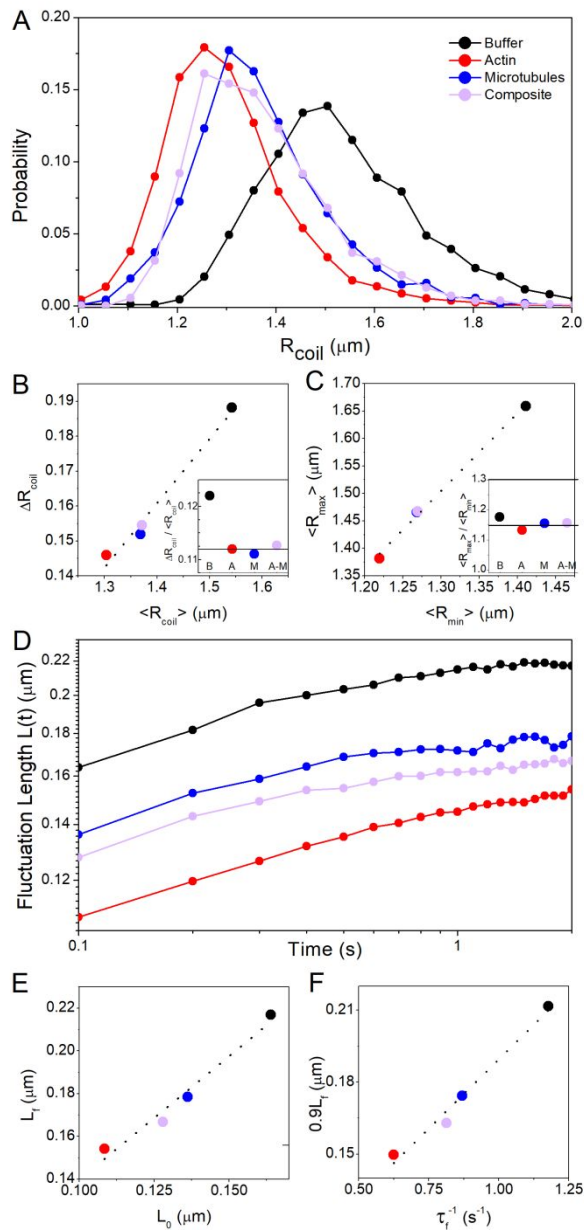 A
0.20
0.15
0.10
0.05
0.00
Probability
Buffer
Actin
Microtubules
Composite
1.0 1.2 1.4 1.6 1.8 2.0
R_coil (μm)
B
0.19
0.18
0.17
0.16
0.15
0.14
ΔR_coil
1.3 1.4 1.5 1.6
<R_coil> (μm)
0.12
0.11
ΔR_coil / <R_coil>
B A M A-M
C
1.70
1.65
1.60
1.55
1.50
1.45
1.40
1.35
<R_max> (μm)
1.20 1.25 1.30 1.35 1.40 1.45
<R_min> (μm)
1.3
1.2
1.1
1.0
<R_max> / <R_min>
B A M A-M
D
0.22
0.2
0.18
0.16
0.14
0.12
Fluctuation Length L(t) (μm)
0.1 1
Time (s)
E
0.22
0.20
0.18
0.16
0.14
L_f (μm)
0.100 0.125 0.150
L_0 (μm)
F
0.21
0.18
0.15
0.9L_f (μm)
0.50 0.75 1.00 1.25
τ_f⁻¹ (s⁻¹)